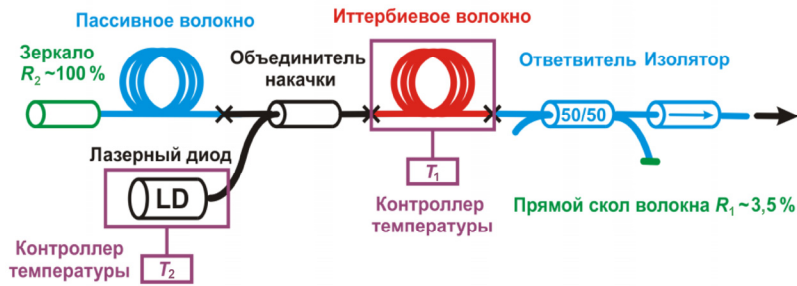 Пассивное волокно
Иттербиевое волокно
Зеркало
R₂ ~100 %
Объединитель
накачки
Ответвитель
Изолятор
50/50
Лазерный диод
LD
T₁
Контроллер
температуры
Прямой скол волокна R₁ ~ 3,5 %
Контроллер
температуры
T₂